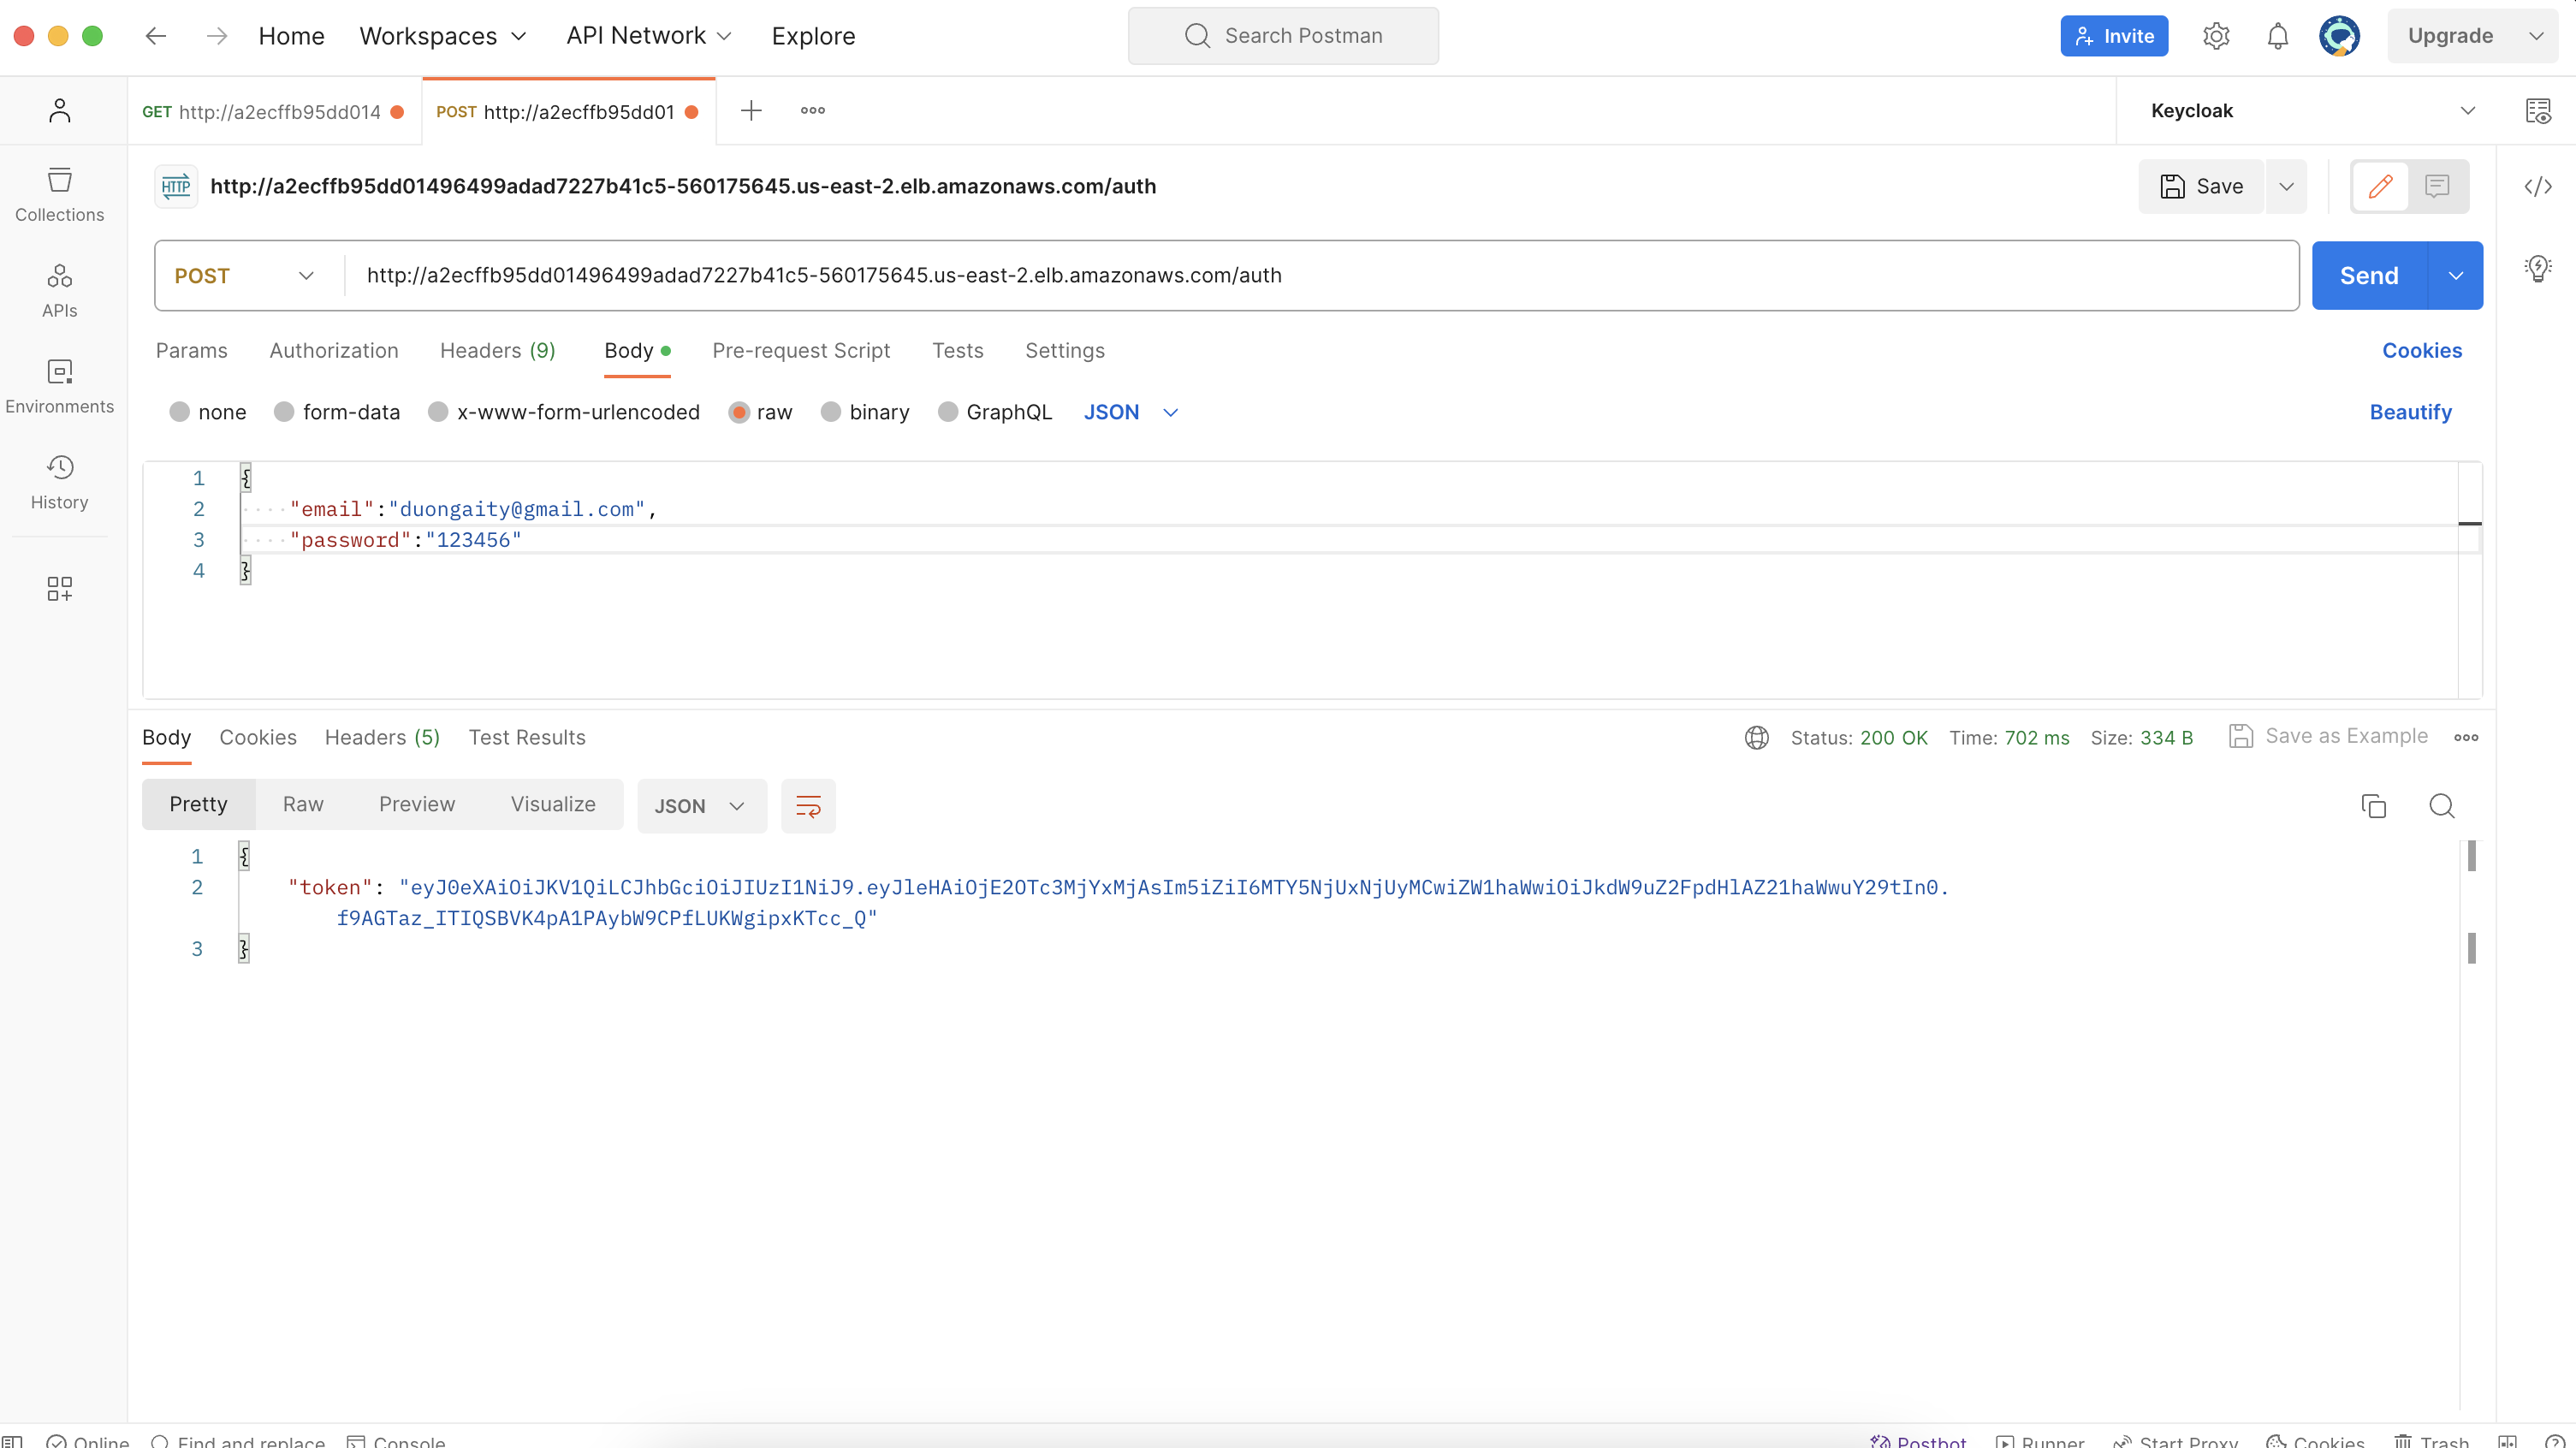 Home Workspaces API Network Explore Search Postman Invite Upgrade
GET http://a2ecffb95dd014 POST http://a2ecffb95dd01 Keycloak
Collections
APIs
Environments
History
HTTP http://a2ecffb95dd01496499adad7227b41c5-560175645.us-east-2.elb.amazonaws.com/auth Save
POST http://a2ecffb95dd01496499adad7227b41c5-560175645.us-east-2.elb.amazonaws.com/auth Send
Params Authorization Headers (9) Body Pre-request Script Tests Settings Cookies
none form-data x-www-form-urlencoded raw binary GraphQL JSON Beautify
1 {
2 "email":"duongaity@gmail.com",
3 "password":"123456"
4 }
Body Cookies Headers (5) Test Results Status: 200 OK Time: 702 ms Size: 334 B Save as Example
Pretty Raw Preview Visualize JSON
1 {
2 "token": "eyJ0eXAiOiJKV1QiLCJhbGciOiJIUzI1NiJ9.eyJleHAiOjE2OTc3MjYxMjAsIm5iZiI6MTY5NjUxNjUyMCwiZW1haWwiOiJkdW9uZ2FpdHlAZ21haWwuY29tIn0.
f9AGTaz_ITIQSBVK4pA1PAybW9CPfLUKWgipxKTcc_Q"
3 }
Online Find and replace Console Postbot Runner Start Proxy Cookies Trash